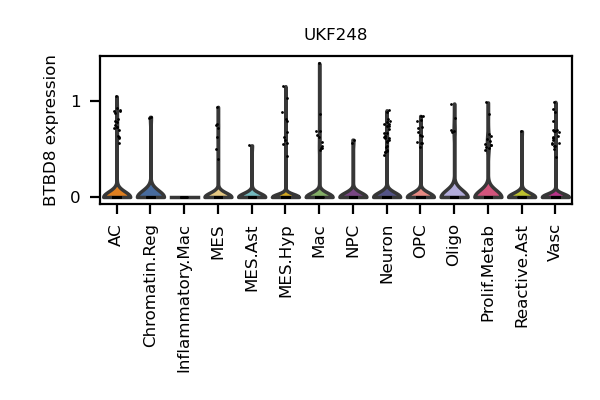 UKF248
BTBD8 expression
1
0
AC
Chromatin.Reg
Inflammatory.Mac
MES
MES.Ast
MES.Hyp
Mac
NPC
Neuron
OPC
Oligo
Prolif.Metab
Reactive.Ast
Vasc